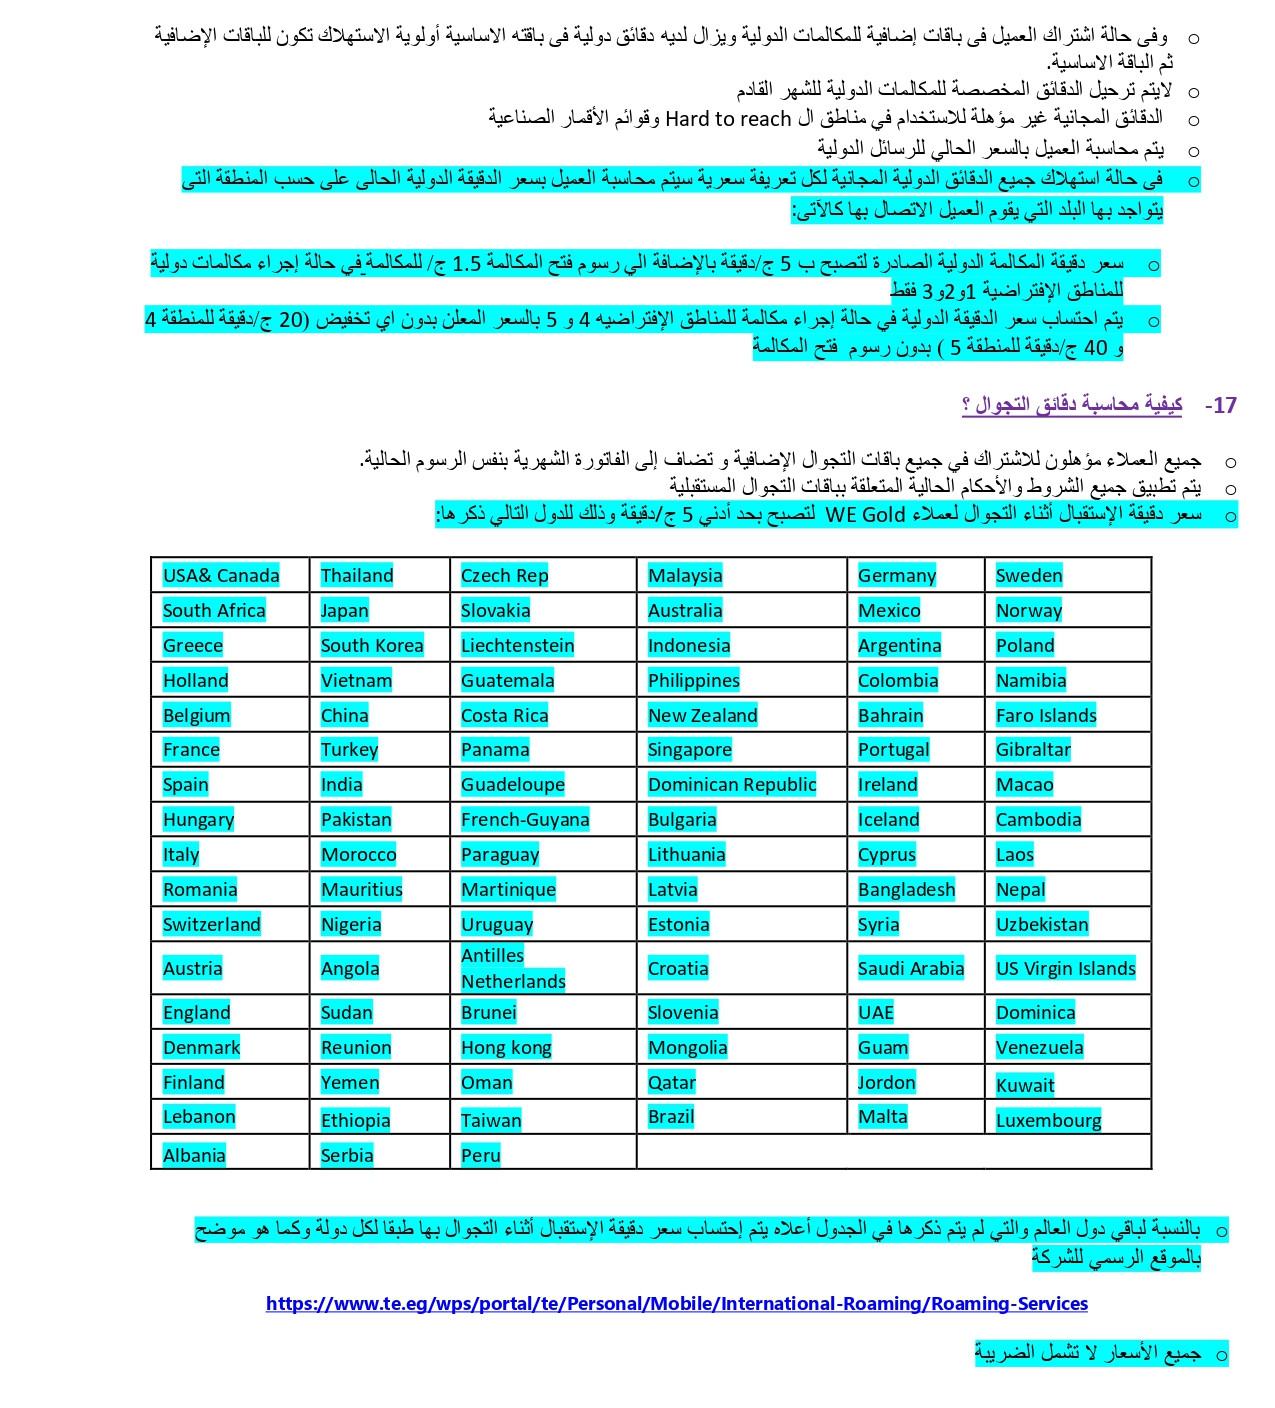 o وفى حالة اشتراك العميل فى باقات إضافية للمكالمات الدولية ويزال لديه دقائق دولية فى باقته الاساسية أولوية الاستهلاك تكون للباقات الإضافية
ثم الباقة الاساسية.
o لايتم ترحيل الدقائق المخصصة للمكالمات الدولية للشهر القادم
o الدقائق المجانية غير مؤهلة للاستخدام في مناطق ال Hard to reach وقوائم الأقمار الصناعية
o يتم محاسبة العميل بالسعر الحالي للرسائل الدولية
o فى حالة استهلاك جميع الدقائق الدولية المجانية لكل تعريفة سعرية سيتم محاسبة العميل بسعر الدقيقة الدولية الحالى على حسب المنطقة التى
يتواجد بها البلد التي يقوم العميل الاتصال بها كالآتى:
o سعر دقيقة المكالمة الدولية الصادرة لتصبح ب 5 ج/دقيقة بالإضافة الي رسوم فتح المكالمة 1.5 ج/ للمكالمة في حالة إجراء مكالمات دولية
للمناطق الإفتراضية 1و2و3 فقط
o يتم احتساب سعر الدقيقة الدولية في حالة إجراء مكالمة للمناطق الإفتراضيه 4 و 5 بالسعر المعلن بدون اي تخفيض (20 ج/دقيقة للمنطقة 4
و 40 ج/دقيقة للمنطقة 5 ) بدون رسوم فتح المكالمة
17- كيفية محاسبة دقائق التجوال ؟
o جميع العملاء مؤهلون للاشتراك في جميع باقات التجوال الإضافية و تضاف إلى الفاتورة الشهرية بنفس الرسوم الحالية.
o يتم تطبيق جميع الشروط والأحكام الحالية المتعلقة بباقات التجوال المستقبلية
o سعر دقيقة الإستقبال أثناء التجوال لعملاء WE Gold لتصبح بحد أدني 5 ج/دقيقة وذلك للدول التالي ذكرها:
USA& Canada Thailand Czech Rep Malaysia Germany Sweden
South Africa Japan Slovakia Australia Mexico Norway
Greece South Korea Liechtenstein Indonesia Argentina Poland
Holland Vietnam Guatemala Philippines Colombia Namibia
Belgium China Costa Rica New Zealand Bahrain Faro Islands
France Turkey Panama Singapore Portugal Gibraltar
Spain India Guadeloupe Dominican Republic Ireland Macao
Hungary Pakistan French-Guyana Bulgaria Iceland Cambodia
Italy Morocco Paraguay Lithuania Cyprus Laos
Romania Mauritius Martinique Latvia Bangladesh Nepal
Switzerland Nigeria Uruguay Estonia Syria Uzbekistan
Austria Angola Antilles Netherlands Croatia Saudi Arabia US Virgin Islands
England Sudan Brunei Slovenia UAE Dominica
Denmark Reunion Hong kong Mongolia Guam Venezuela
Finland Yemen Oman Qatar Jordon Kuwait
Lebanon Ethiopia Taiwan Brazil Malta Luxembourg
Albania Serbia Peru
o بالنسبة لباقي دول العالم والتي لم يتم ذكرها في الجدول أعلاه يتم إحتساب سعر دقيقة الإستقبال أثناء التجوال بها طبقا لكل دولة وكما هو موضح
بالموقع الرسمي للشركة
https://www.te.eg/wps/portal/te/Personal/Mobile/International-Roaming/Roaming-Services
o جميع الأسعار لا تشمل الضريبة